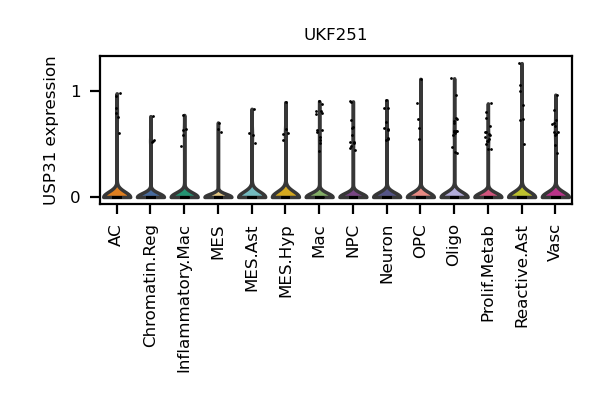 UKF251
USP31 expression
1
0
AC
Chromatin.Reg
Inflammatory.Mac
MES
MES.Ast
MES.Hyp
Mac
NPC
Neuron
OPC
Oligo
Prolif.Metab
Reactive.Ast
Vasc